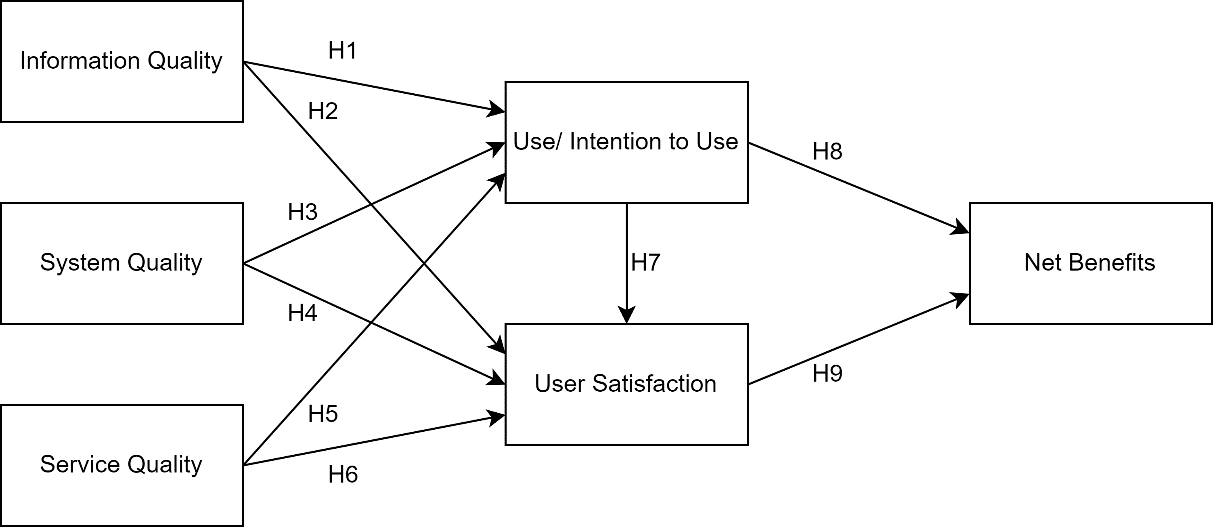 Information Quality
H1
H2
Use/ Intention to Use
H8
H3
System Quality
H7
Net Benefits
H4
User Satisfaction
H9
H5
Service Quality
H6